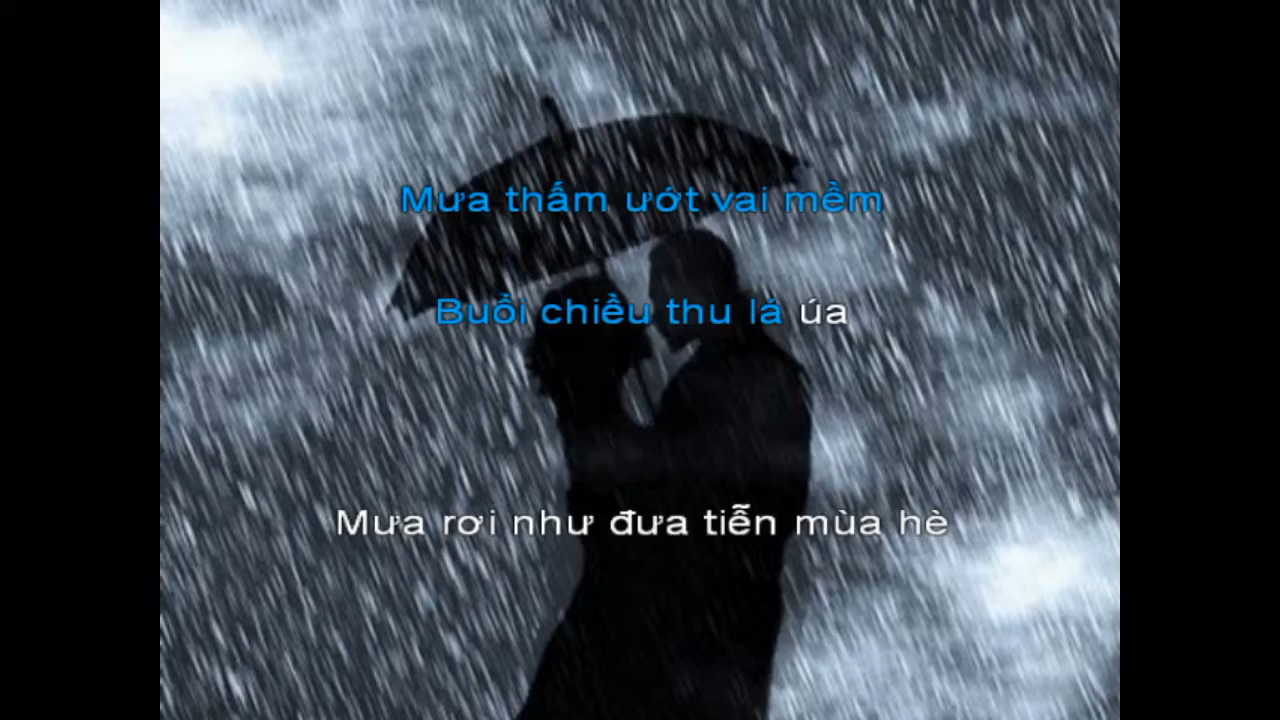 Mưa thấm ướt vai mềm
Buổi chiều thu lá úa
Mưa rơi như đưa tiễn mùa hè